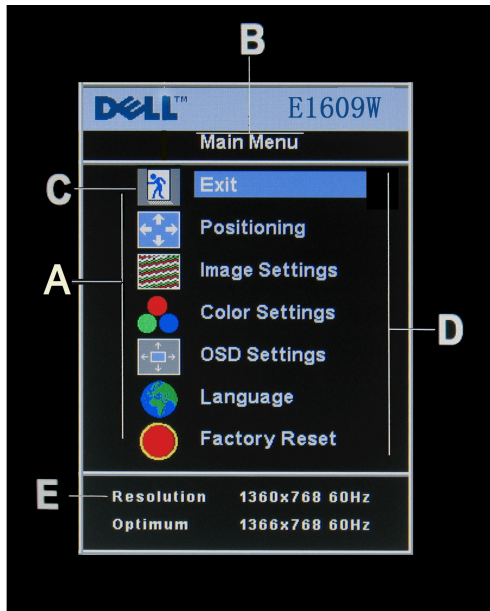 B
DELL™ E1609W
Main Menu
C
Exit
Positioning
A
Image Settings
Color Settings
D
OSD Settings
Language
Factory Reset
E
Resolution 1360x768 60Hz
Optimum 1366x768 60Hz